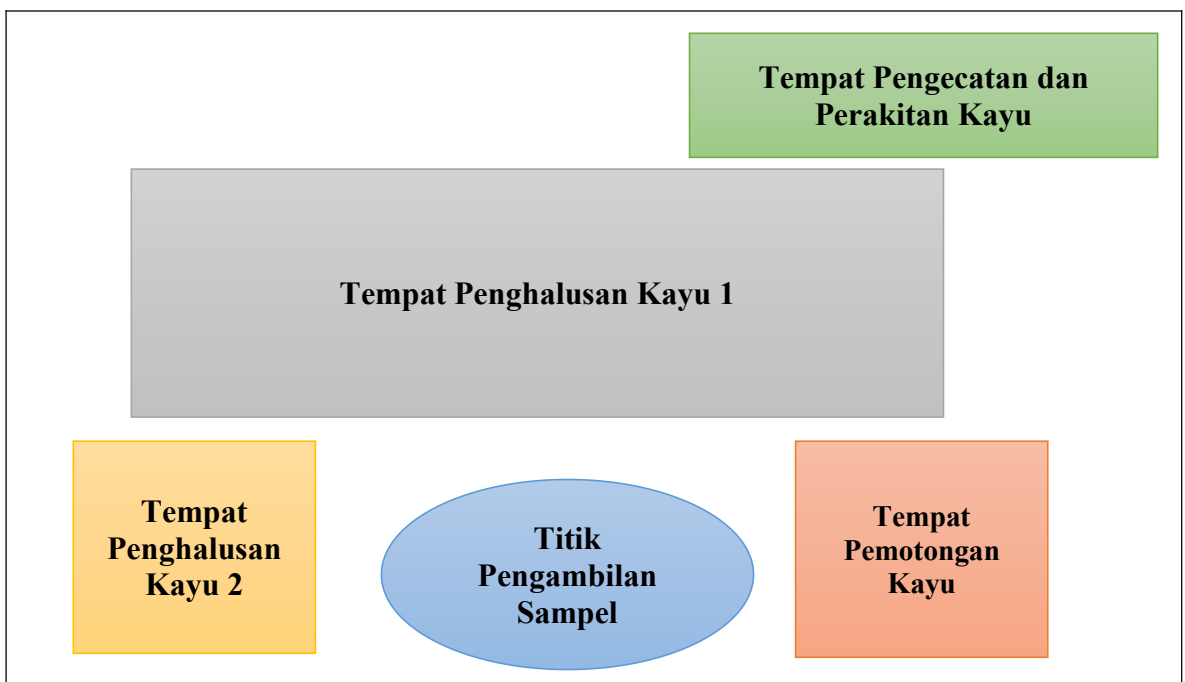 Tempat Pengecatan dan
Perakitan Kayu
Tempat Penghalusan Kayu 1
Tempat
Penghalusan
Kayu 2
Titik
Pengambilan
Sampel
Tempat
Pemotongan
Kayu